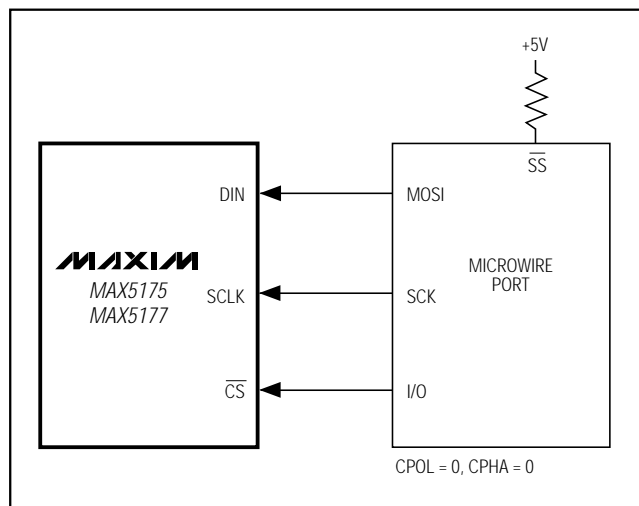 +5V
SS
DIN
MOSI
MAXIM
MAX5175
MAX5177
SCLK
SCK
MICROWIRE
PORT
CS
I/O
CPOL = 0, CPHA = 0